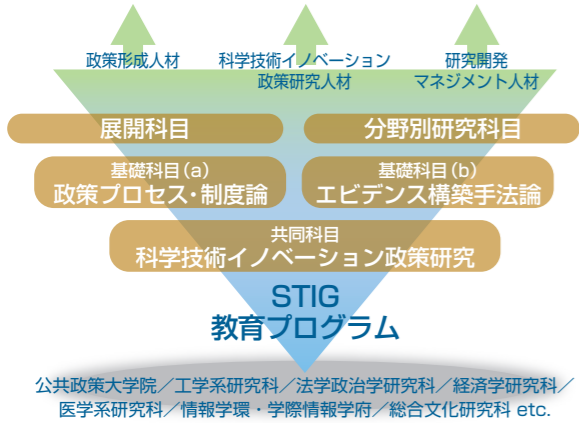 政策形成人材
科学技術イノベーション
政策研究人材
研究開発
マネジメント人材
展開科目
分野別研究科目
基礎科目(a)
政策プロセス・制度論
基礎科目(b)
エビデンス構築手法論
共同科目
科学技術イノベーション政策研究
STIG
教育プログラム
公共政策大学院／工学系研究科／法学政治学研究科／経済学研究科／
医学系研究科／情報学環・学際情報学府／総合文化研究科 etc.